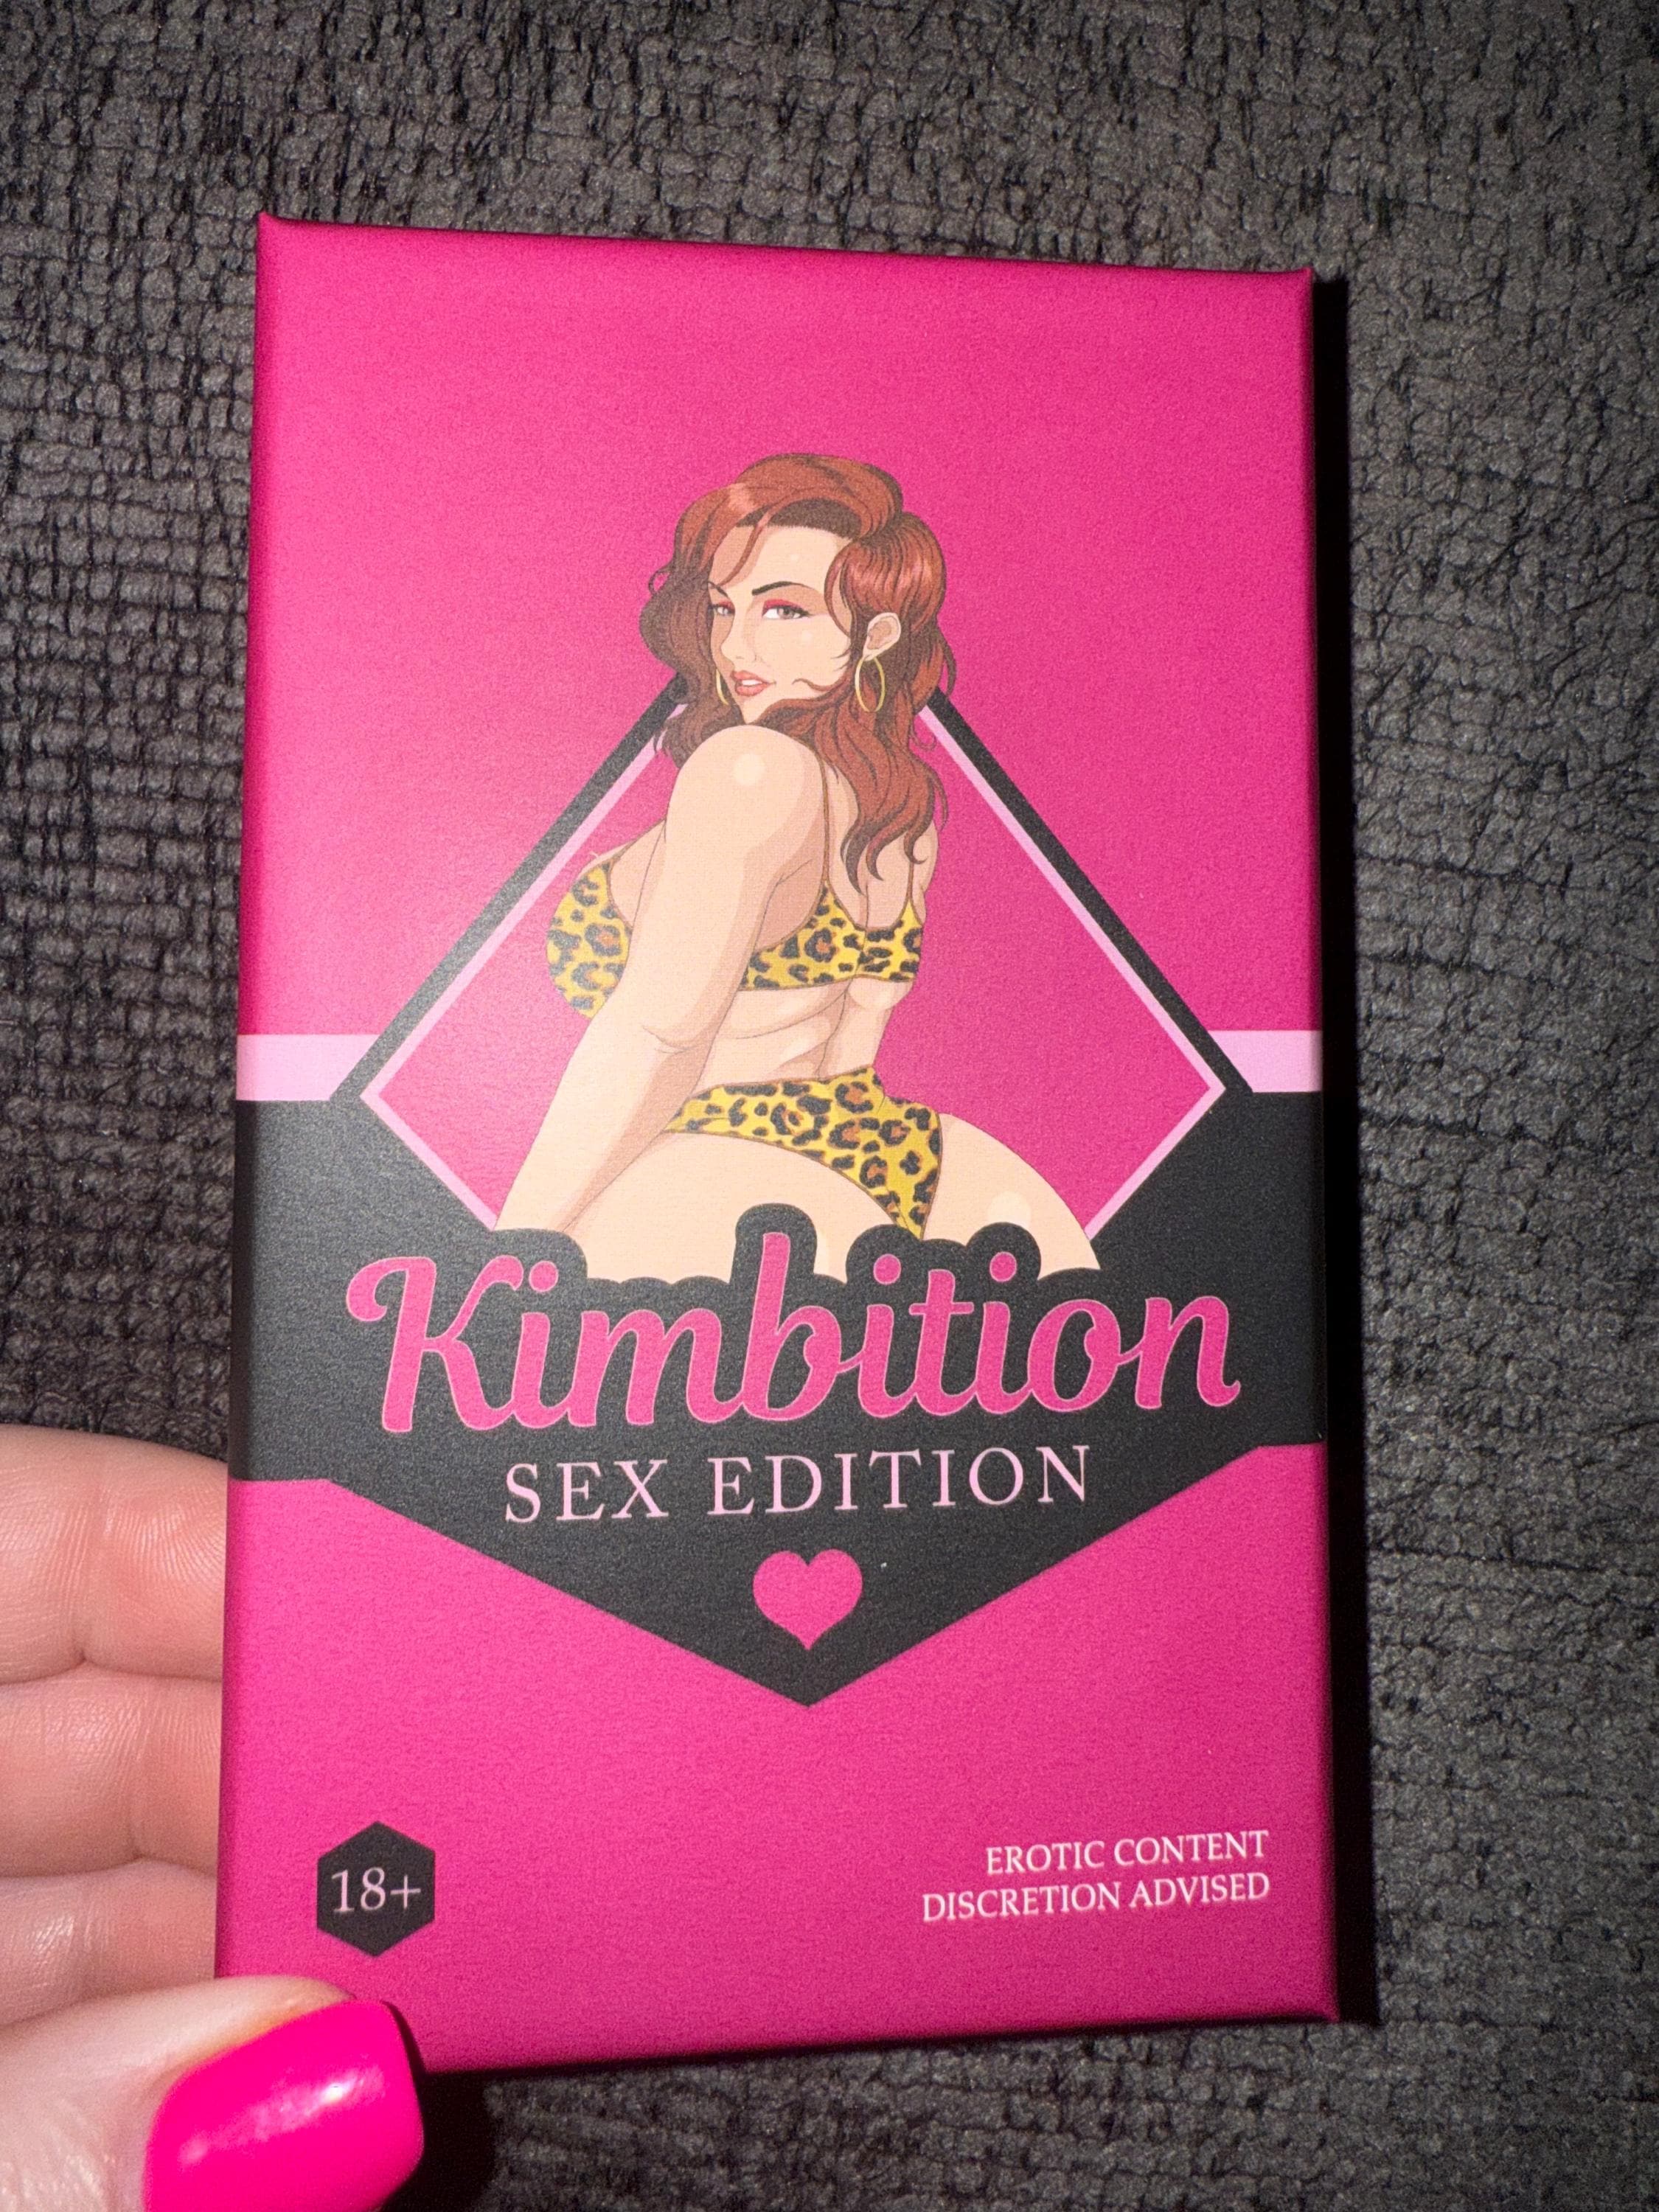 Kimbition
SEX EDITION
18+
EROTIC CONTENT
DISCRETION ADVISED